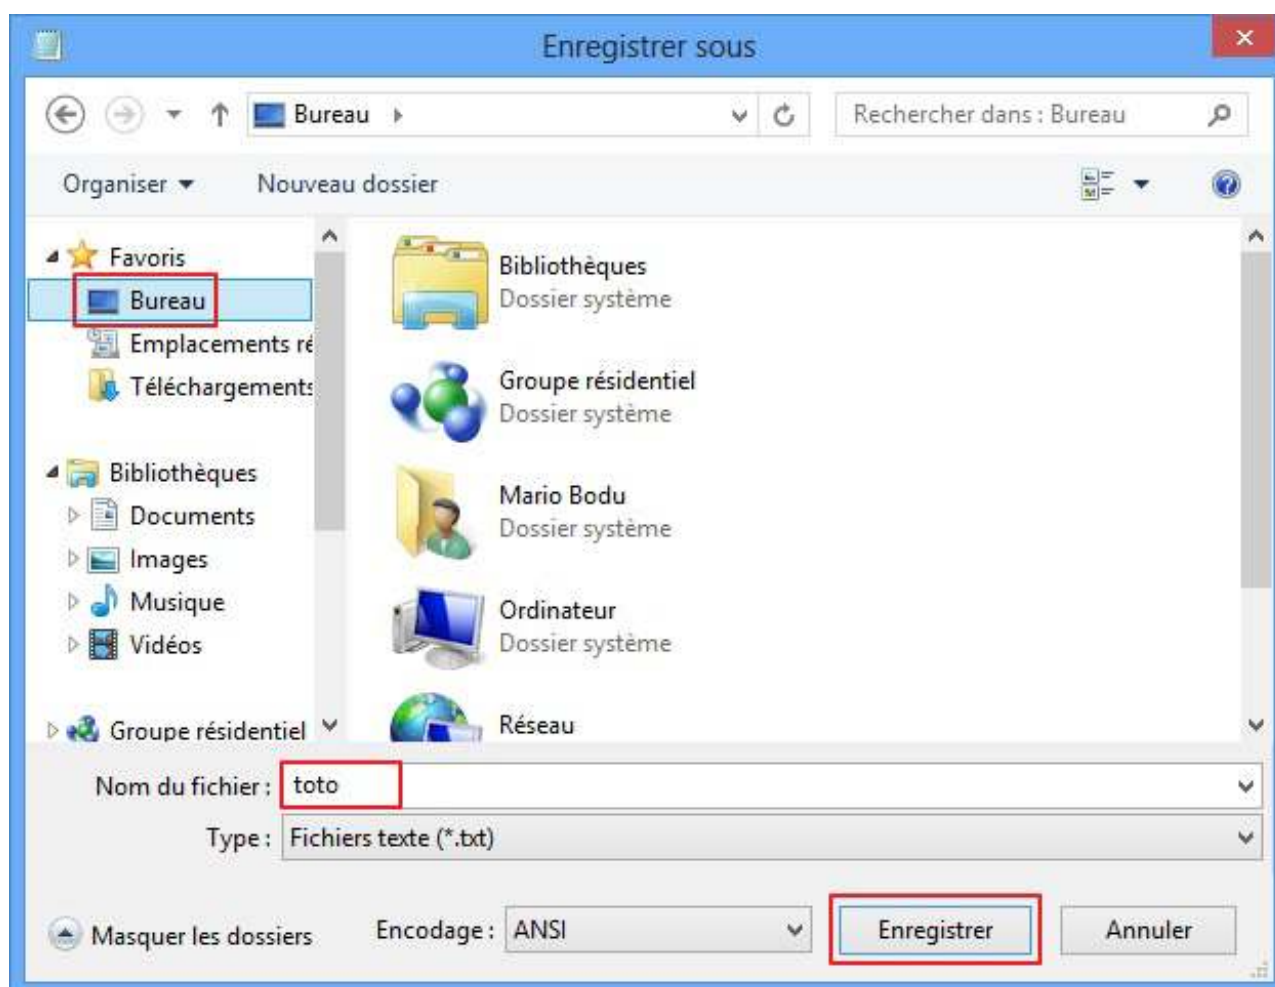 Enregistrer sous
Bureau
Rechercher dans : Bureau
Organiser
Nouveau dossier
Favoris
Bureau
Emplacements ré
Téléchargements
Bibliothèques
Documents
Images
Musique
Vidéos
Groupe résidentiel
Bibliothèques
Dossier système
Groupe résidentiel
Dossier système
Mario Bodu
Dossier système
Ordinateur
Dossier système
Réseau
Nom du fichier : toto
Type : Fichiers texte (*.txt)
Masquer les dossiers
Encodage : ANSI
Enregistrer
Annuler